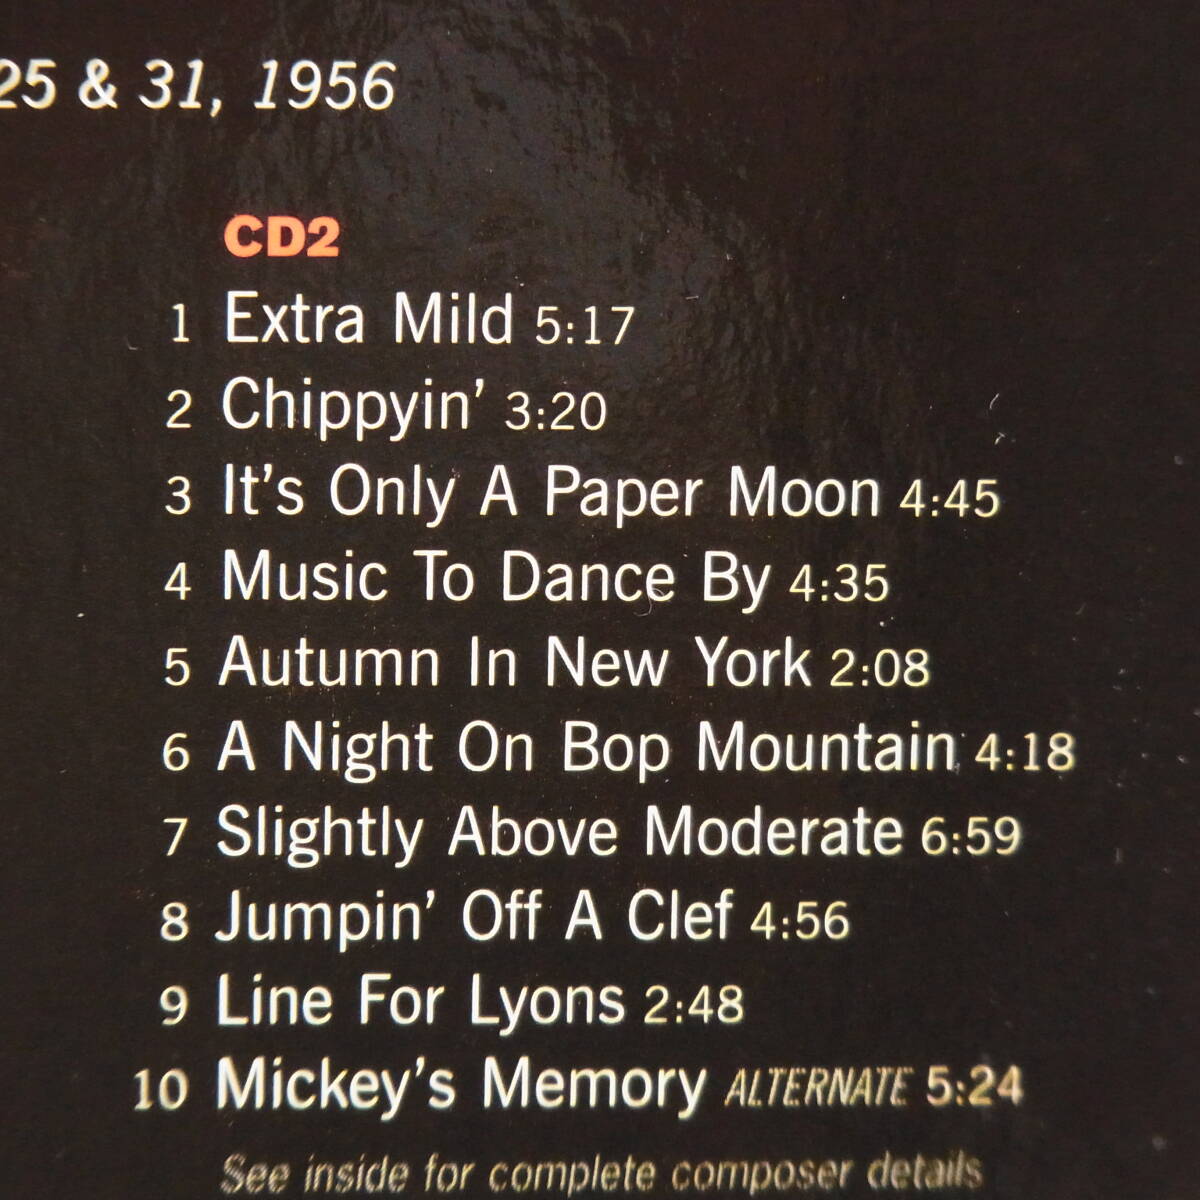 25 & 31, 1956
CD2
1 Extra Mild 5:17
2 Chippyin' 3:20
3 It's Only A Paper Moon 4:45
4 Music To Dance By 4:35
5 Autumn In New York 2:08
6 A Night On Bop Mountain 4:18
7 Slightly Above Moderate 6:59
8 Jumpin' Off A Clef 4:56
9 Line For Lyons 2:48
10 Mickey's Memory ALTERNATE 5:24
See inside for complete composer details